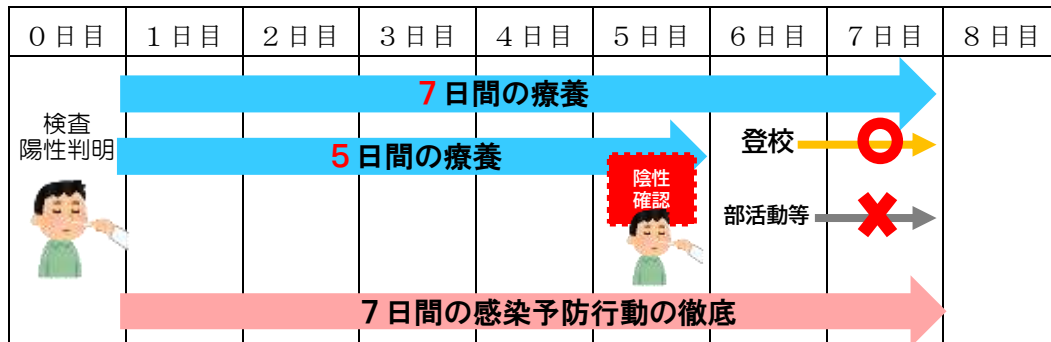 ０日目 １日目 ２日目 ３日目 ４日目 ５日目 ６日目 ７日目 ８日目
7日間の療養
検査
陽性判明
5日間の療養
陰性
確認
登校
部活動等
7日間の感染予防行動の徹底